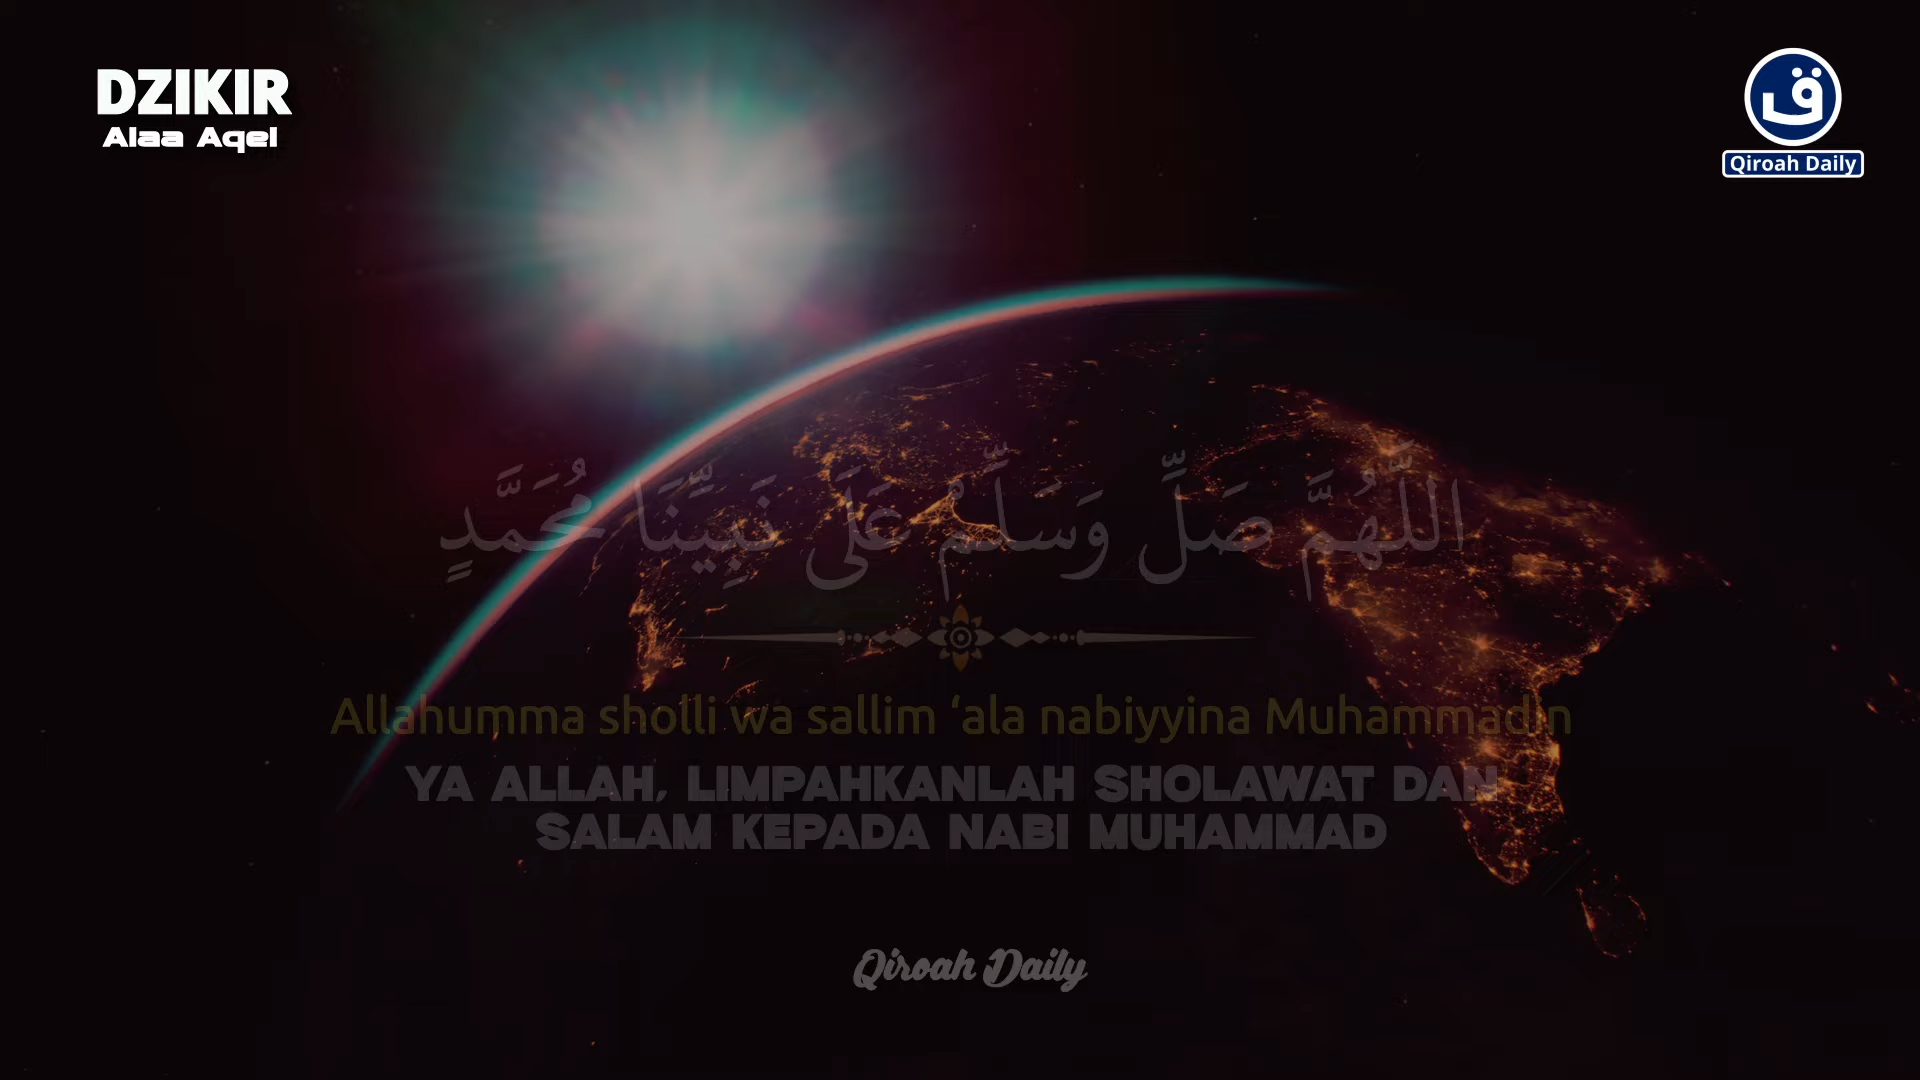 DZIKIR
Alaa Aqel
ق
Qiroah Daily
اللَّهُمَّ صَلِّ وَسَلِّمْ عَلَى نَبِيِّنَا مُحَمَّدٍ
Allahumma sholli wa sallim ‘ala nabiyyina Muhammadin
YA ALLAH, LIMPAHKANLAH SHOLAWAT DAN
SALAM KEPADA NABI MUHAMMAD
Qiroah Daily